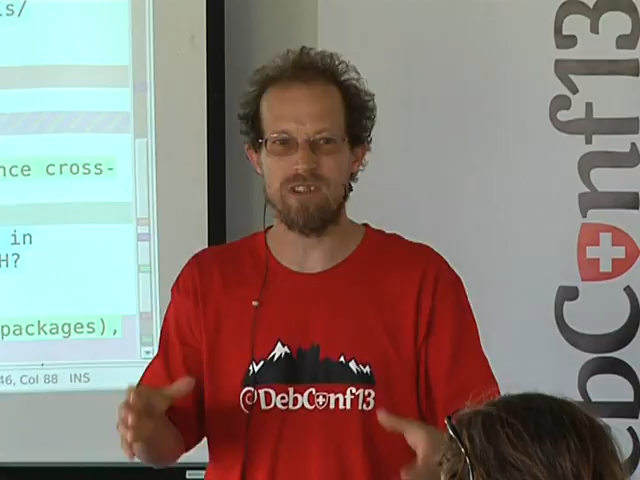 s/
nce cross-
in
H?
packages),
46, Col 88 INS
DebConf13
ebConf13